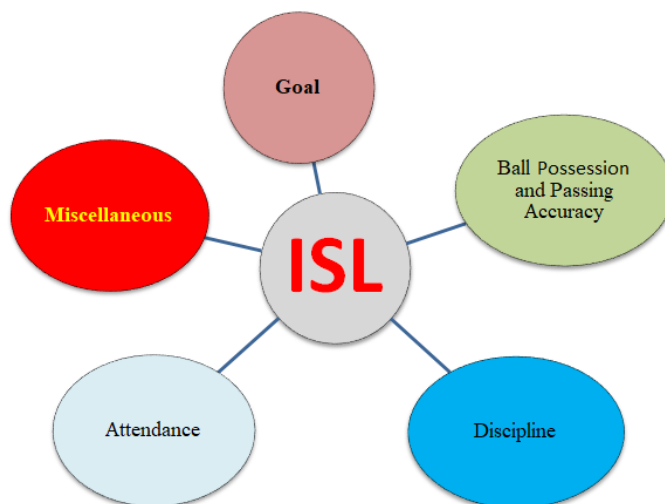 Goal
Ball Possession
and Passing
Accuracy
Miscellaneous
ISL
Attendance
Discipline